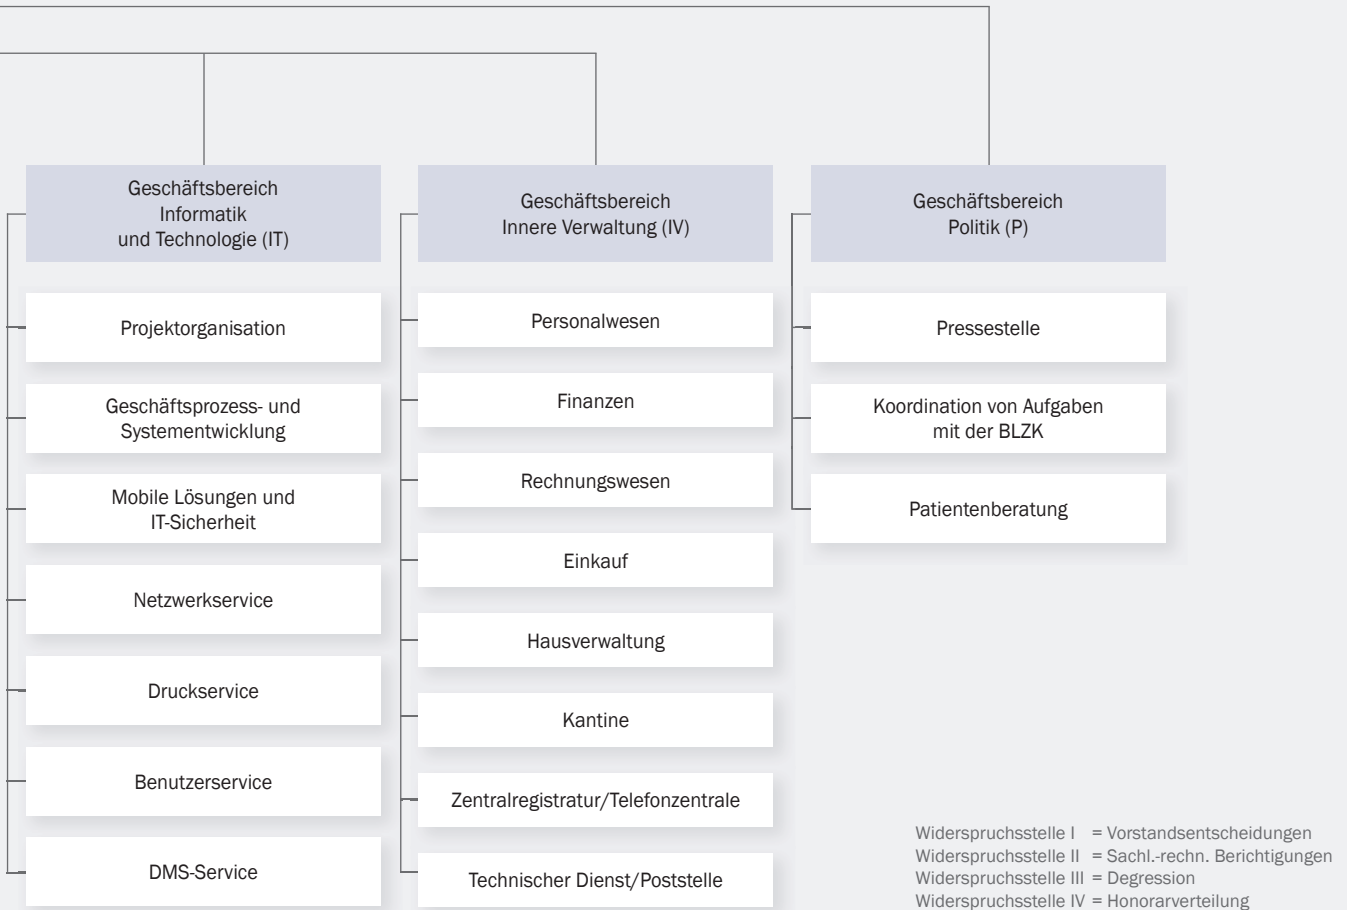 Geschäftsbereich
Informatik
und Technologie (IT)
Projektorganisation
Geschäftsprozess- und
Systementwicklung
Mobile Lösungen und
IT-Sicherheit
Netzwerkservice
Druckservice
Benutzerservice
DMS-Service
Geschäftsbereich
Innere Verwaltung (IV)
Personalwesen
Finanzen
Rechnungswesen
Einkauf
Hausverwaltung
Kantine
Zentralregistratur/Telefonzentrale
Technischer Dienst/Poststelle
Geschäftsbereich
Politik (P)
Pressestelle
Koordination von Aufgaben
mit der BLZK
Patientenberatung
Widerspruchsstelle I = Vorstandsentscheidungen
Widerspruchsstelle II = Sachl.-rechn. Berichtigungen
Widerspruchsstelle III = Degression
Widerspruchsstelle IV = Honorarverteilung